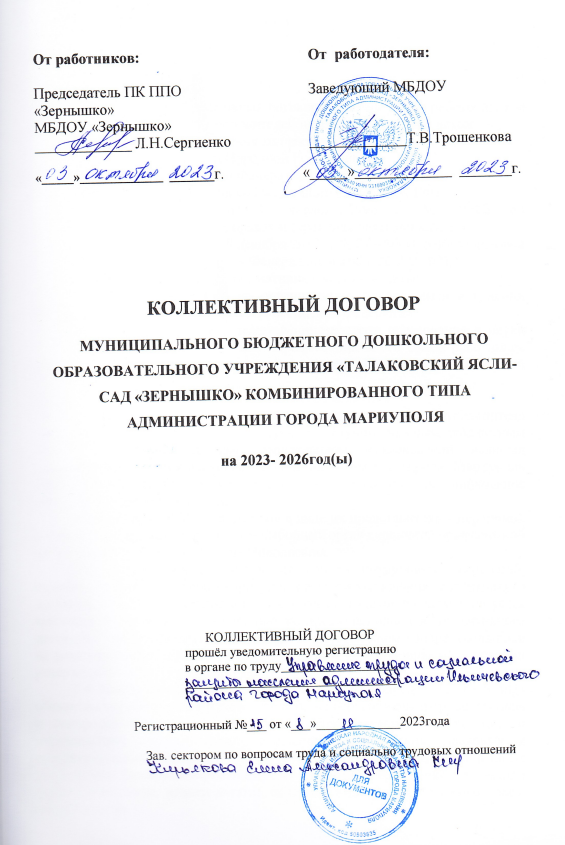 От работников:
От работодателя:
Председатель ПК ППО
«Зернышко»
МБДОУ «Зернышко»
Л.Н.Сергиенко
«03» октября 2023г.
Заведующий МБДОУ
Т.В.Трошенкова
«03» октября 2023г.
КОЛЛЕКТИВНЫЙ ДОГОВОР
МУНИЦИПАЛЬНОГО БЮДЖЕТНОГО ДОШКОЛЬНОГО
ОБРАЗОВАТЕЛЬНОГО УЧРЕЖДЕНИЯ «ТАЛАКОВСКИЙ ЯСЛИ-
САД «ЗЕРНЫШКО» КОМБИНИРОВАННОГО ТИПА
АДМИНИСТРАЦИИ ГОРОДА МАРИУПОЛЯ
на 2023- 2026год(ы)
КОЛЛЕКТИВНЫЙ ДОГОВОР
прошёл уведомительную регистрацию
в органе по труду Управление труда и социальной
защиты населения администрации Ильичевского
района города Мариуполя
Регистрационный № от «8» 11 2023года
Зав. сектором по вопросам труда и социально трудовых отношений
Елена Александровна
ДЛЯ
ДОКУМЕНТОВ